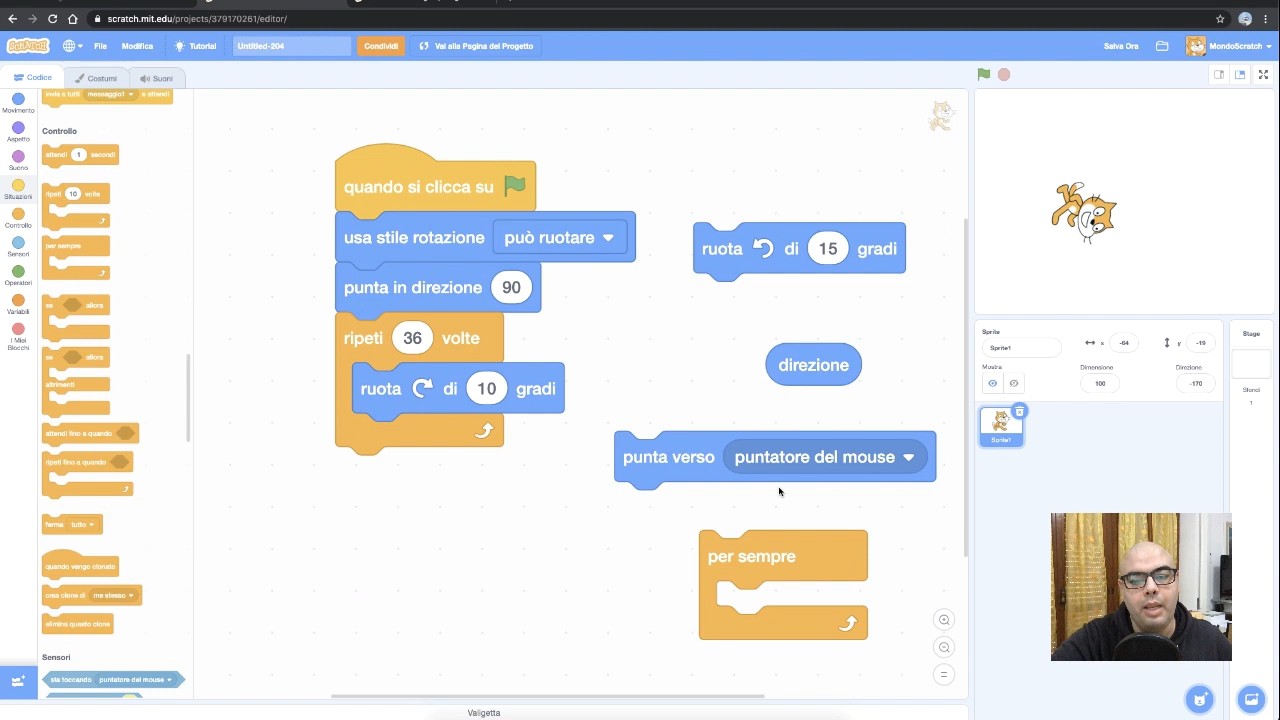 scratch.mit.edu/projects/379170261/editor/
SCRATCH
File
Modifica
Tutorial
Untitled-204
Condividi
Vai alla Pagina del Progetto
Salva Ora
MondoScratch
Codice
Costumi
Suoni
Movimento
Aspetto
Suono
Situazioni
Controllo
Sensori
Operatori
Variabili
I Miei Blocchi
invia a tutti messaggio1 e attendi
Controllo
attendi 1 secondi
ripeti 10 volte
per sempre
se allora
se allora
altrimenti
attendi fino a quando
ripeti fino a quando
ferma tutto
quando vengo clonato
crea clone di me stesso
elimina questo clone
Sensori
sta toccando puntatore del mouse
quando si clicca su
usa stile rotazione può ruotare
punta in direzione 90
ripeti 36 volte
ruota di 10 gradi
ruota di 15 gradi
direzione
punta verso puntatore del mouse
per sempre
Valigetta
Sprite
Sprite1
x -64
y -19
Mostra
Dimensione
100
Direzione
-170
Sprite1
Stage
Sfondi
1